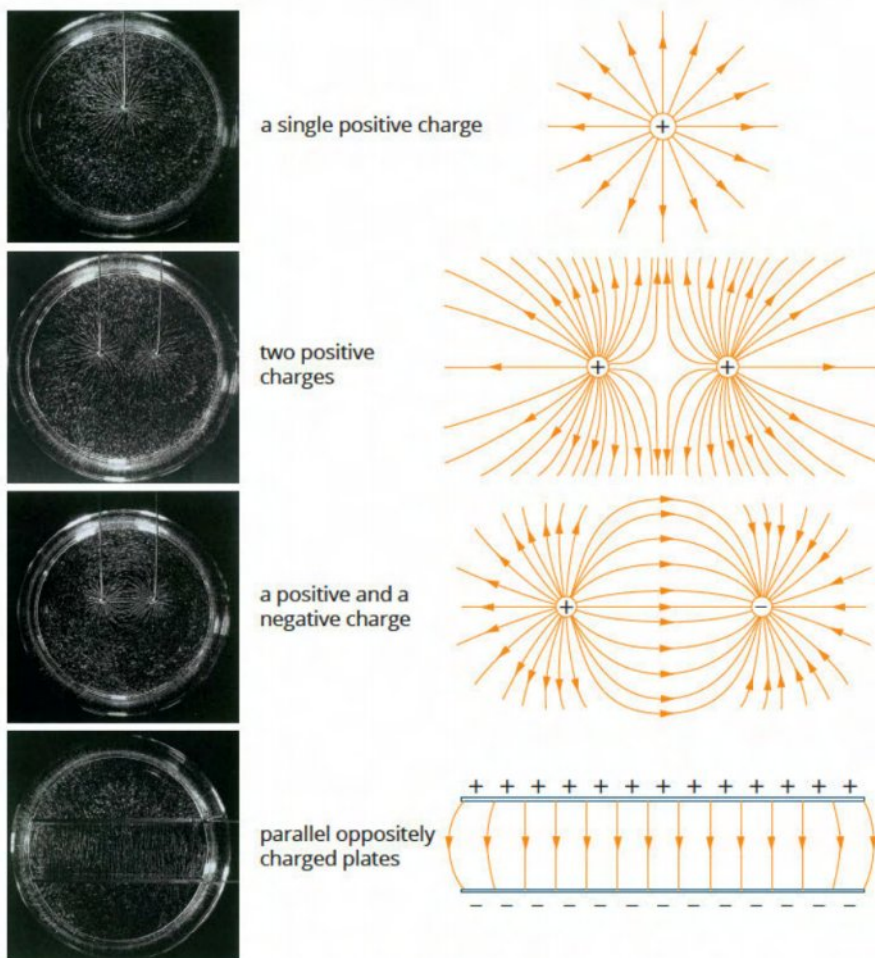 a single positive charge
+
two positive
charges
+ +
a positive and a
negative charge
+ −
+ + + + + + + + + + + + +
parallel oppositely
charged plates
− − − − − − − − − − − − −